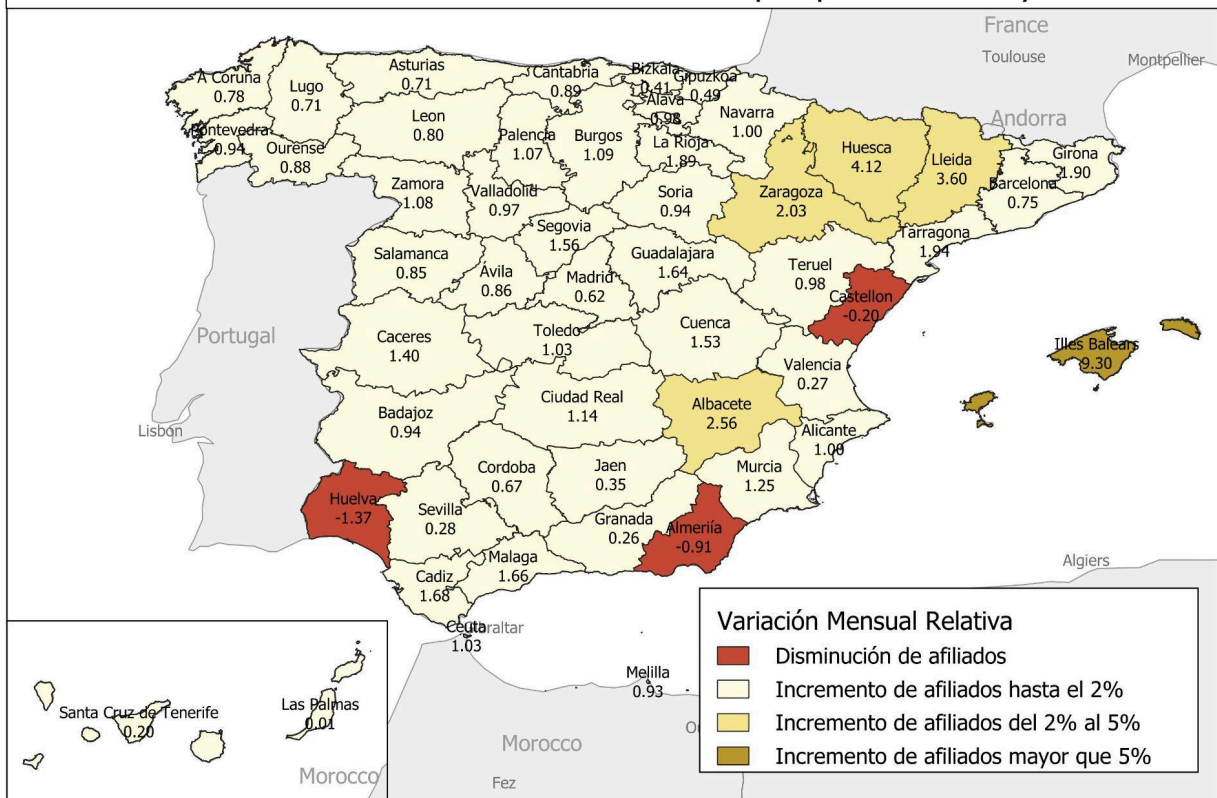 France
Toulouse
Montpellier
Andorra
A Coruña
0.78
Lugo
0.71
Asturias
0.71
Cantabria
0.89
Bizkaia
0.41
Gipuzkoa
0.49
Alava
0.98
Navarra
1.00
Pontevedra
0.94
Ourense
0.88
Leon
0.80
Palencia
1.07
Burgos
1.09
La Rioja
1.89
Huesca
4.12
Lleida
3.60
Girona
1.90
Barcelona
0.75
Zamora
1.08
Valladolid
0.97
Soria
0.94
Zaragoza
2.03
Tarragona
1.94
Segovia
1.56
Salamanca
0.85
Ávila
0.86
Madrid
0.62
Guadalajara
1.64
Teruel
0.98
Castellon
-0.20
Portugal
Caceres
1.40
Toledo
1.03
Cuenca
1.53
Valencia
0.27
Illes Balears
9.30
Lisbon
Badajoz
0.94
Ciudad Real
1.14
Albacete
2.56
Alicante
1.00
Huelva
-1.37
Sevilla
0.28
Cordoba
0.67
Jaen
0.35
Murcia
1.25
Granada
0.26
Almeriía
-0.91
Cadiz
1.68
Malaga
1.66
Algiers
Ceuta
1.03
Gibraltar
Melilla
0.93
Morocco
Fez
Santa Cruz de Tenerife
0.20
Las Palmas
0.01
Morocco
Variación Mensual Relativa
Disminución de afiliados
Incremento de afiliados hasta el 2%
Incremento de afiliados del 2% al 5%
Incremento de afiliados mayor que 5%